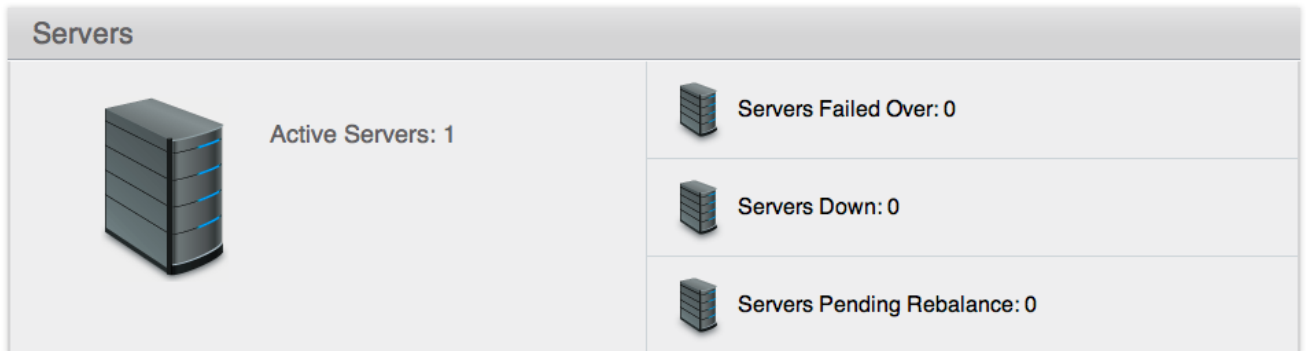 Servers
Active Servers: 1
Servers Failed Over: 0
Servers Down: 0
Servers Pending Rebalance: 0